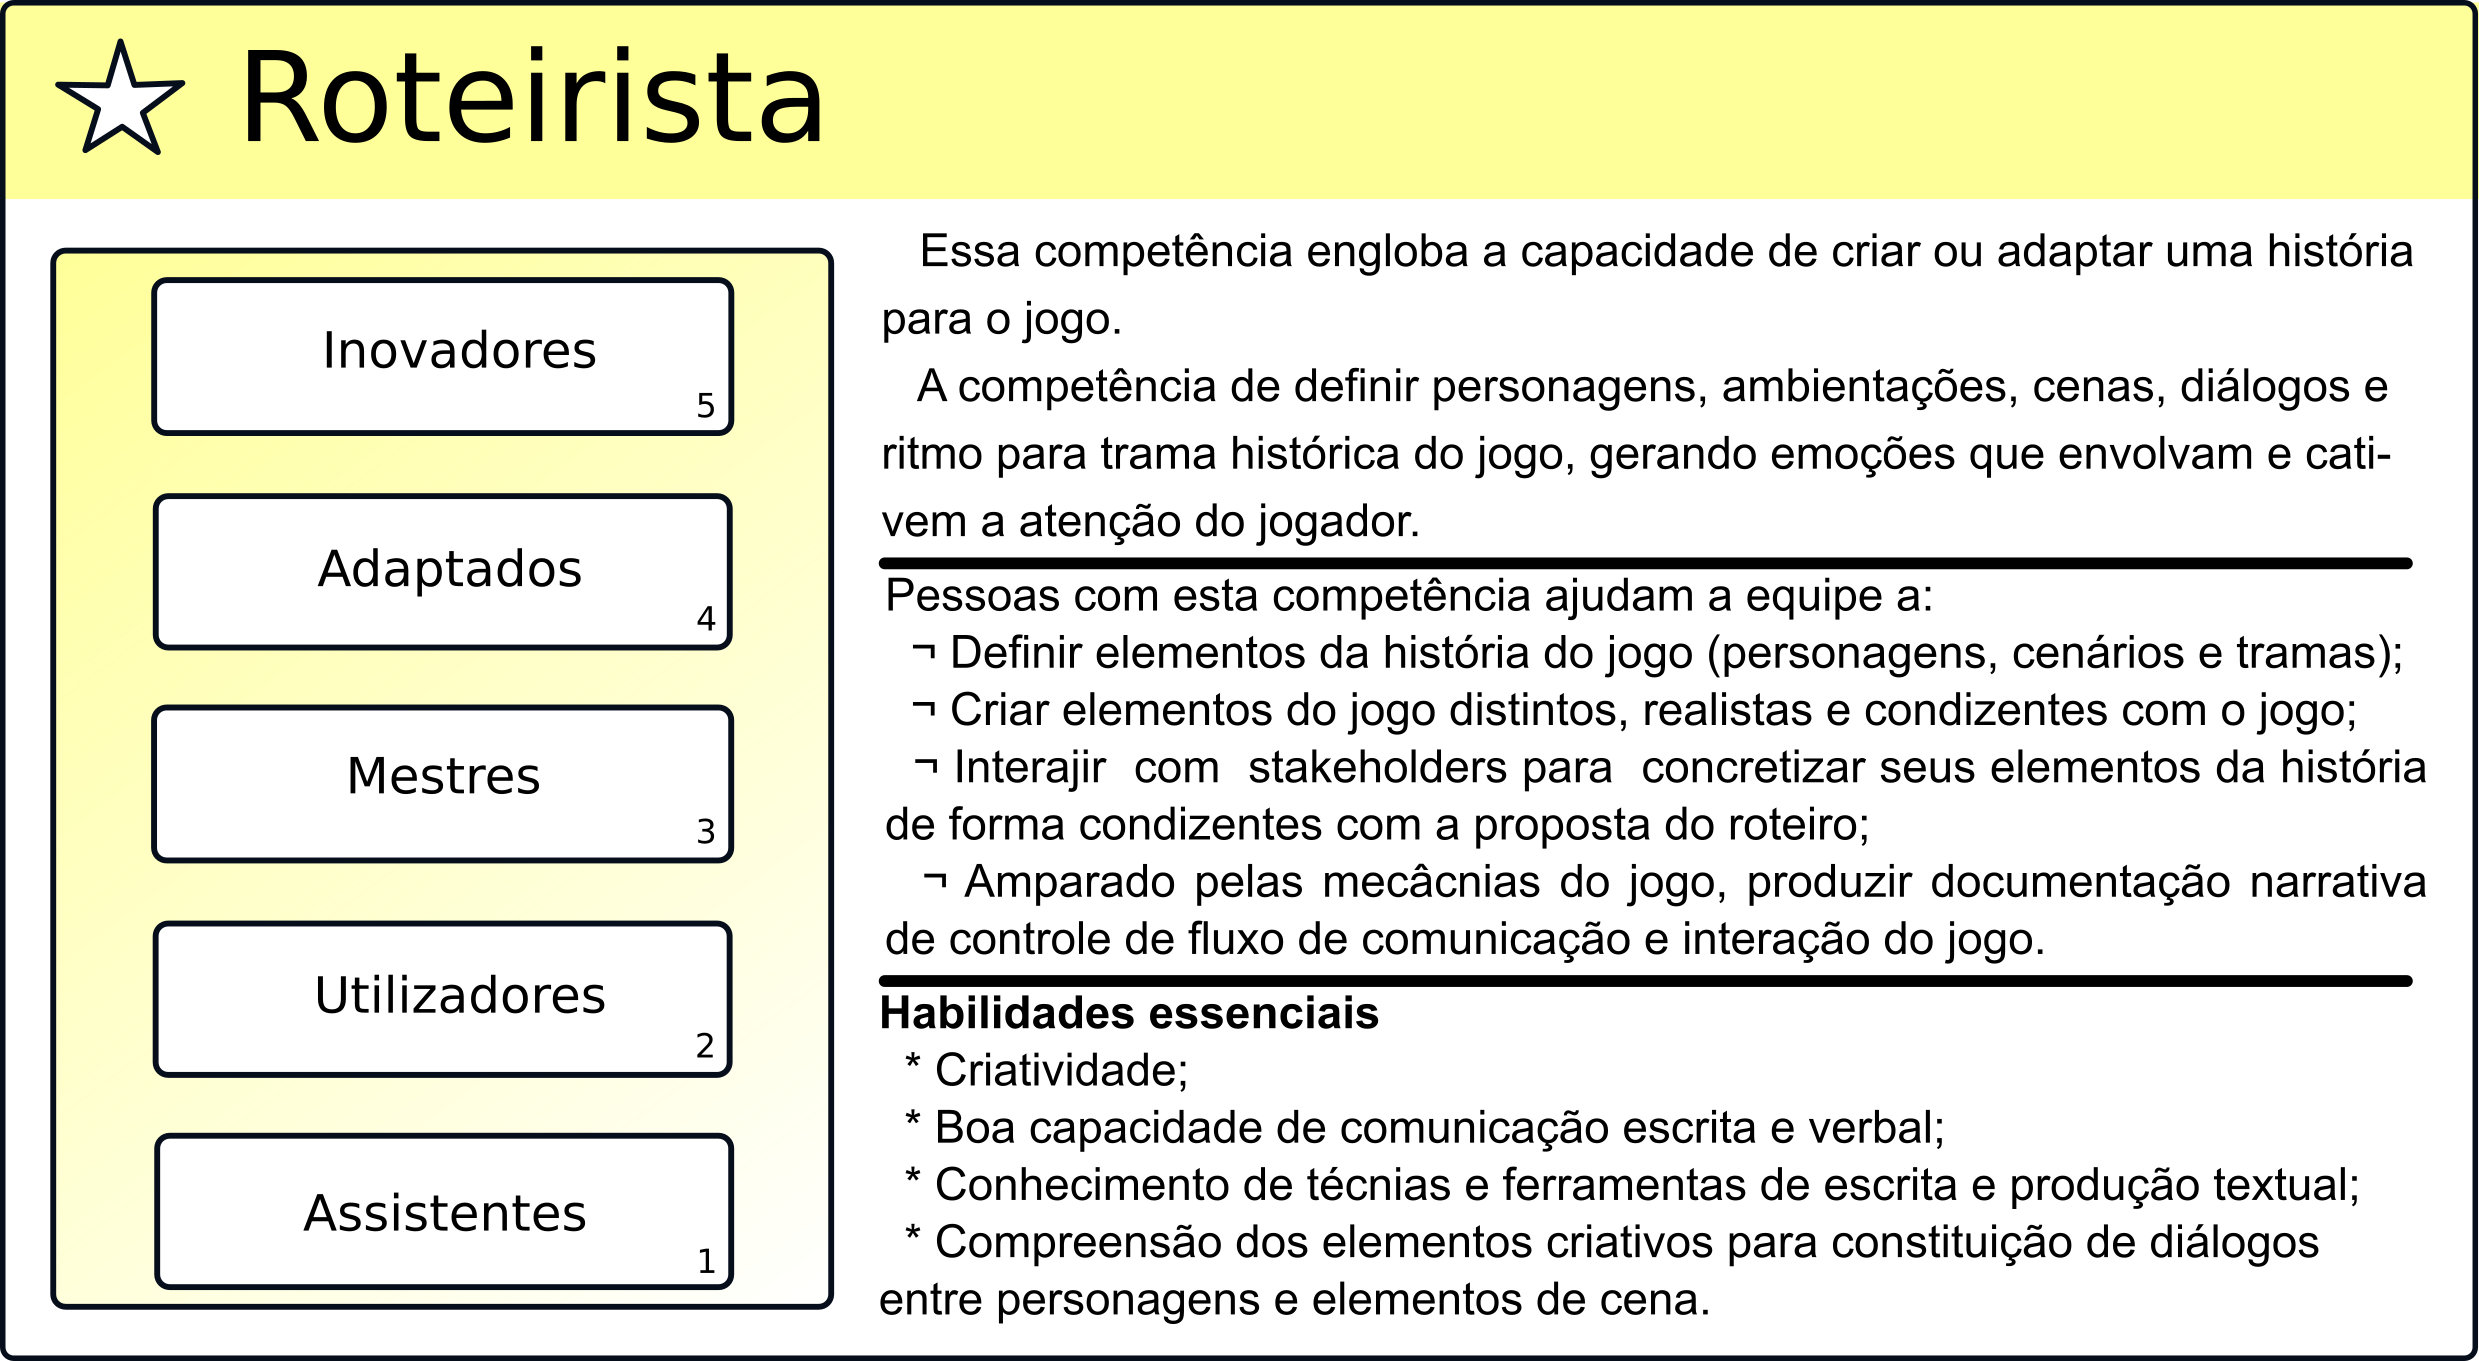 Roteirista
Inovadores
5
Adaptados
4
Mestres
3
Utilizadores
2
Assistentes
1
Essa competência engloba a capacidade de criar ou adaptar uma história
para o jogo.
A competência de definir personagens, ambientações, cenas, diálogos e
ritmo para trama histórica do jogo, gerando emoções que envolvam e cati-
vem a atenção do jogador.
Pessoas com esta competência ajudam a equipe a:
¬ Definir elementos da história do jogo (personagens, cenários e tramas);
¬ Criar elementos do jogo distintos, realistas e condizentes com o jogo;
¬ Interajir com stakeholders para concretizar seus elementos da história
de forma condizentes com a proposta do roteiro;
¬ Amparado pelas mecâcnias do jogo, produzir documentação narrativa
de controle de fluxo de comunicação e interação do jogo.
Habilidades essenciais
* Criatividade;
* Boa capacidade de comunicação escrita e verbal;
* Conhecimento de técnias e ferramentas de escrita e produção textual;
* Compreensão dos elementos criativos para constituição de diálogos
entre personagens e elementos de cena.